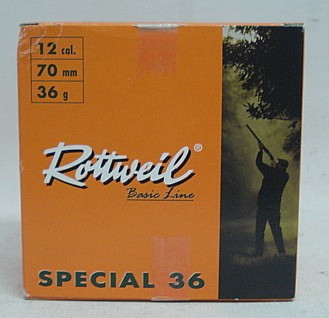 12 cal.
70 mm
36 g
Rottweil®
Basic Line
SPECIAL 36